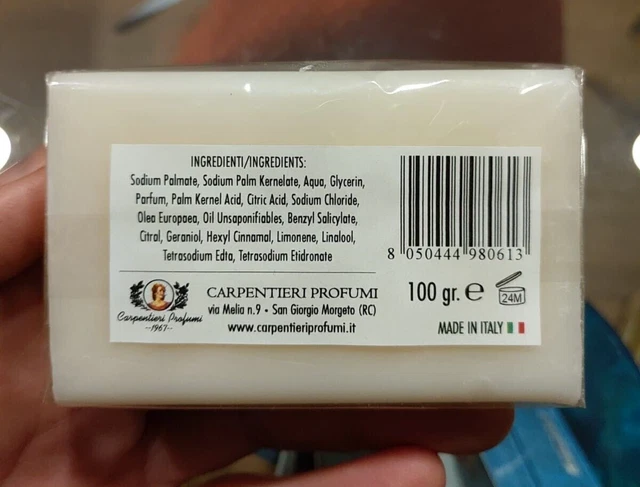 INGREDIENTI/INGREDIENTS:
Sodium Palmate, Sodium Palm Kernelate, Aqua, Glycerin,
Parfum, Palm Kernel Acid, Citric Acid, Sodium Chloride,
Olea Europaea, Oil Unsaponifiables, Benzyl Salicylate,
Citral, Geraniol, Hexyl Cinnamal, Limonene, Linalool,
Tetrasodium Edta, Tetrasodium Etidronate
8 050444 980613
Carpentieri Profumi
--1967--
CARPENTIERI PROFUMI
via Melia n.9 • San Giorgio Morgeto (RC)
www.carpentieriprofumi.it
100 gr. ℮
24M
MADE IN ITALY